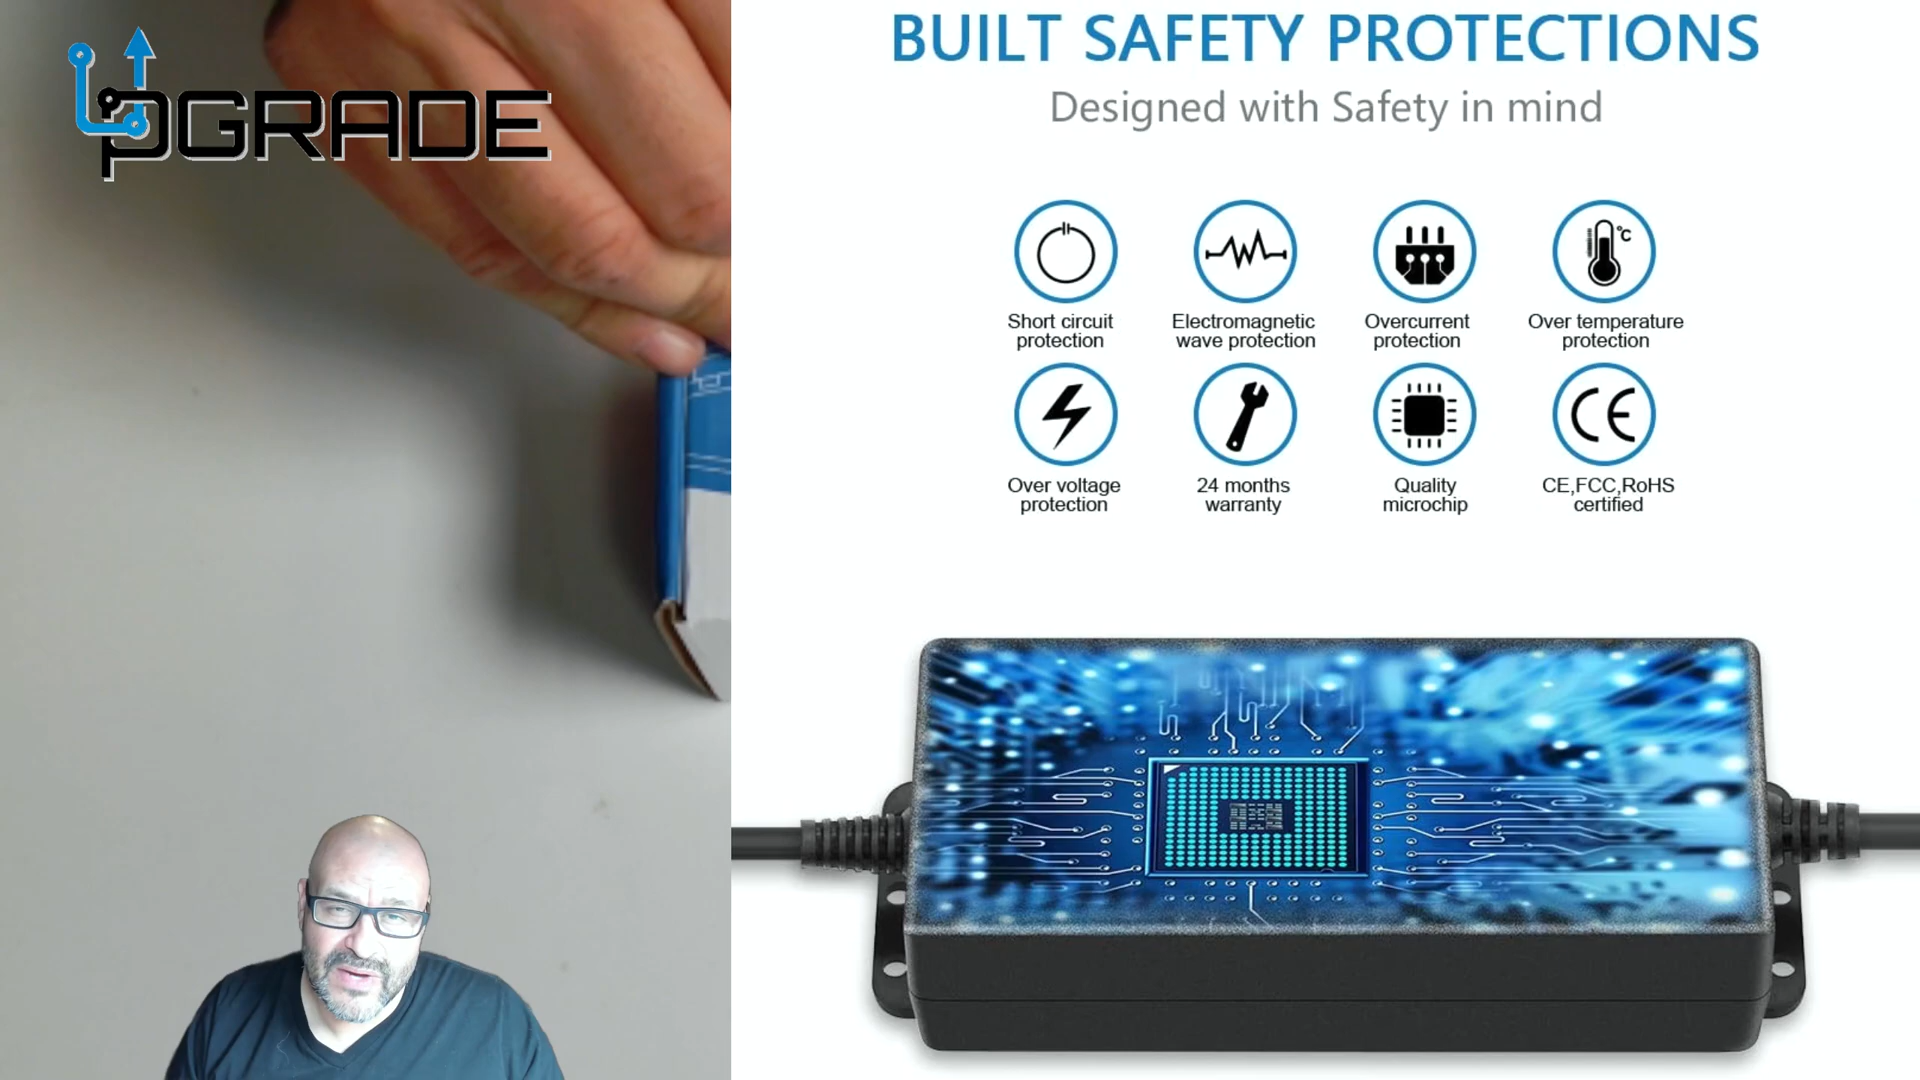 UPGRADE
BUILT SAFETY PROTECTIONS
Designed with Safety in mind
°C
Short circuit
protection
Electromagnetic
wave protection
Overcurrent
protection
Over temperature
protection
CE
Over voltage
protection
24 months
warranty
Quality
microchip
CE,FCC,RoHS
certified